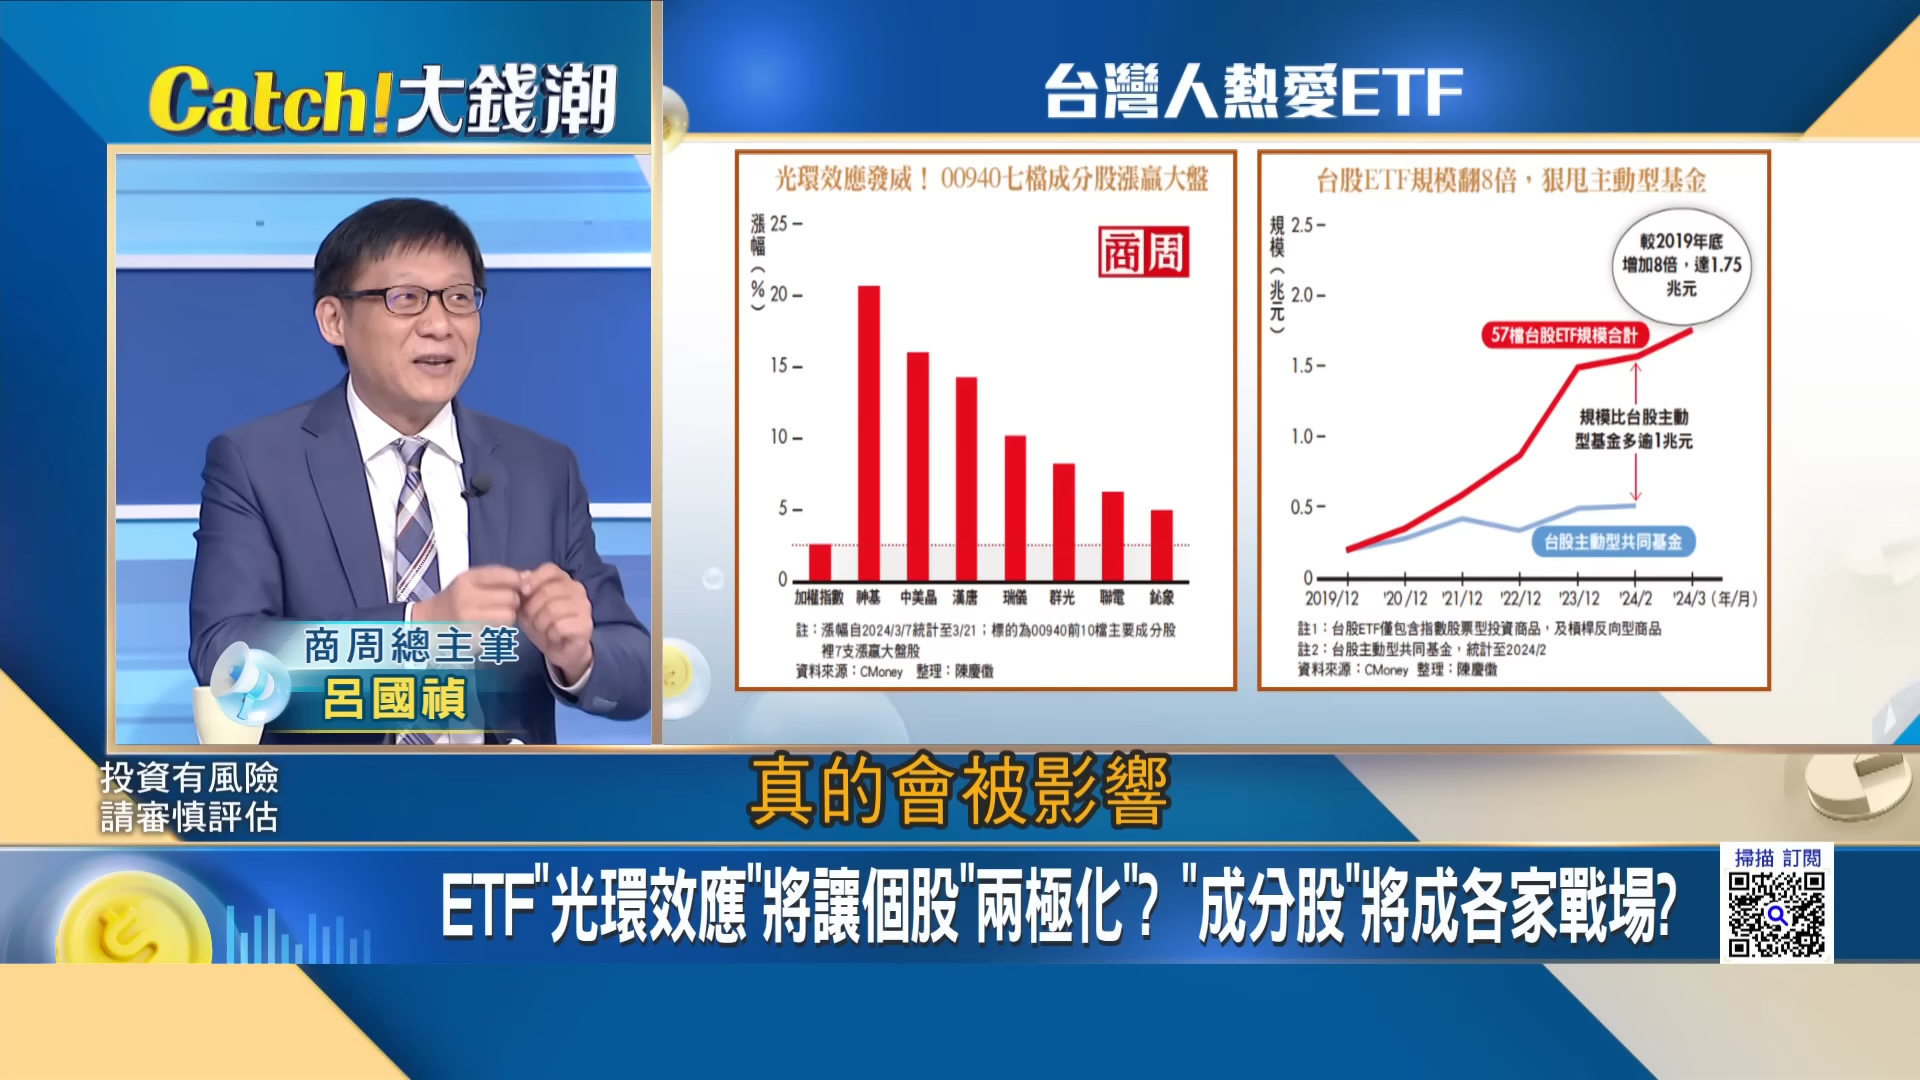 Catch!大錢潮
台灣人熱愛ETF
光環效應發威！00940七檔成分股漲贏大盤
漲幅（%）
25
20
15
10
5
0
商周
加權指數 神基 中美晶 漢唐 瑞儀 群光 聯電 鈊象
註：漲幅自2024/3/7統計至3/21；標的為00940前10檔主要成分股
裡7支漲贏大盤股
資料來源：CMoney 整理：陳慶徽
台股ETF規模翻8倍，狠甩主動型基金
規模（兆元）
2.5
2.0
1.5
1.0
0.5
0
較2019年底
增加8倍，達1.75
兆元
57檔台股ETF規模合計
規模比台股主動
型基金多逾1兆元
台股主動型共同基金
2019/12 '20/12 '21/12 '22/12 '23/12 '24/2 '24/3（年/月）
註1：台股ETF僅包含指數股票型投資商品，及槓桿反向型商品
註2：台股主動型共同基金，統計至2024/2
資料來源：CMoney 整理：陳慶徽
商周總主筆
呂國禎
投資有風險
請審慎評估
真的會被影響
ETF"光環效應"將讓個股"兩極化"？"成分股"將成各家戰場?
掃描 訂閱